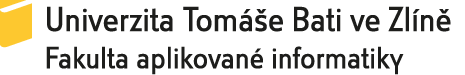 Univerzita Tomáše Bati ve Zlíně
Fakulta aplikované informatiky